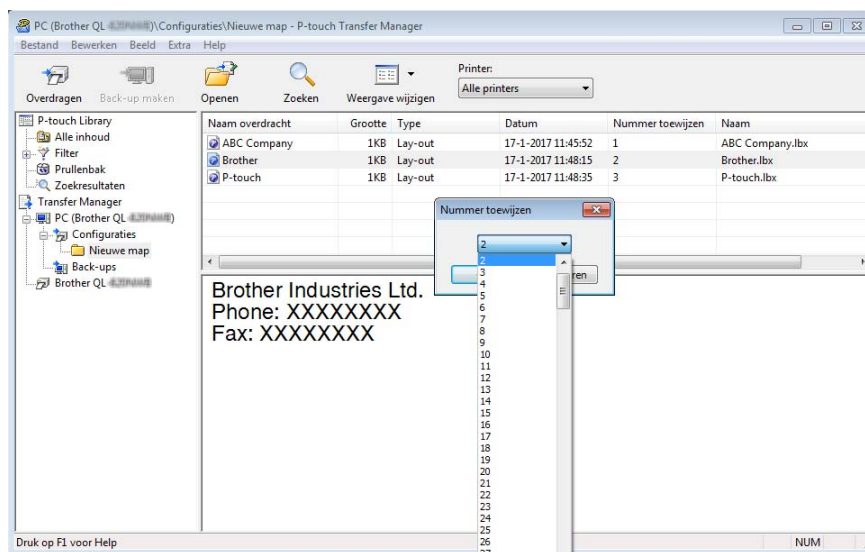 PC (Brother QL )\Configuraties\Nieuwe map - P-touch Transfer Manager
Bestand Bewerken Beeld Extra Help
Overdragen Back-up maken Openen Zoeken Weergave wijzigen
Printer:
Alle printers
P-touch Library
Alle inhoud
Filter
Prullenbak
Zoekresultaten
Transfer Manager
PC (Brother QL )
Configuraties
Nieuwe map
Back-ups
Brother QL
Naam overdracht Grootte Type Datum Nummer toewijzen Naam
ABC Company 1KB Lay-out 17-1-2017 11:45:52 1 ABC Company.lbx
Brother 1KB Lay-out 17-1-2017 11:48:15 2 Brother.lbx
P-touch 1KB Lay-out 17-1-2017 11:48:35 3 P-touch.lbx
Nummer toewijzen
2
2
3
4
5
6
7
8
9
10
11
12
13
14
15
16
17
18
19
20
21
22
23
24
25
26
27
ren
Brother Industries Ltd.
Phone: XXXXXXXX
Fax: XXXXXXXX
Druk op F1 voor Help
NUM